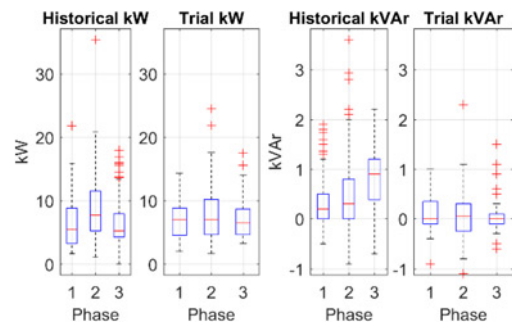 Historical kW
Trial kW
Historical kVAr
Trial kVAr
kW
30
20
10
0
1 2 3
Phase
30
20
10
0
1 2 3
Phase
kVAr
3
2
1
0
-1
1 2 3
Phase
3
2
1
0
-1
1 2 3
Phase